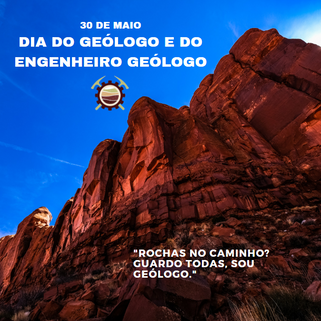 30 DE MAIO
DIA DO GEÓLOGO E DO
ENGENHEIRO GEÓLOGO
"ROCHAS NO CAMINHO?
GUARDO TODAS, SOU
GEÓLOGO."